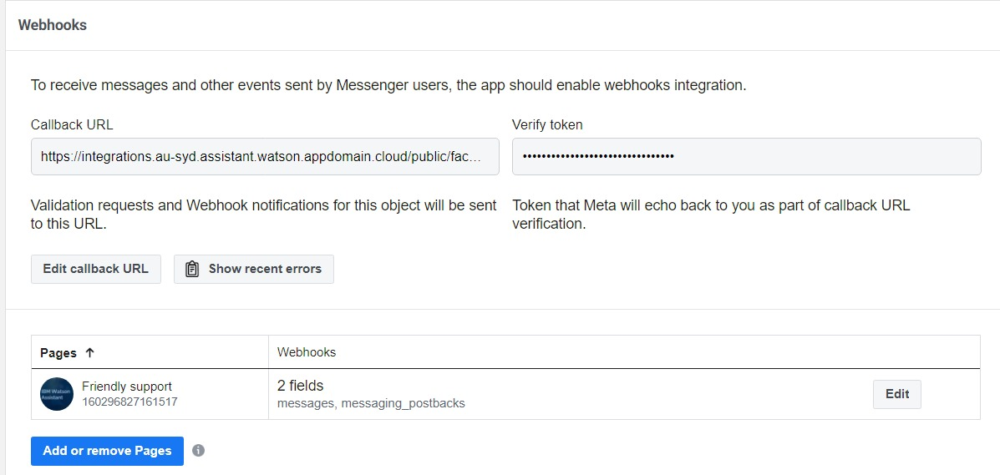 Webhooks
To receive messages and other events sent by Messenger users, the app should enable webhooks integration.
Callback URL
Verify token
https://integrations.au-syd.assistant.watson.appdomain.cloud/public/fac...
••••••••••••••••••••••••••••••••
Validation requests and Webhook notifications for this object will be sent
to this URL.
Token that Meta will echo back to you as part of callback URL
verification.
Edit callback URL
Show recent errors
Pages ↑
Webhooks
IBM Watson
Assistant
Friendly support
160296827161517
2 fields
messages, messaging_postbacks
Edit
Add or remove Pages